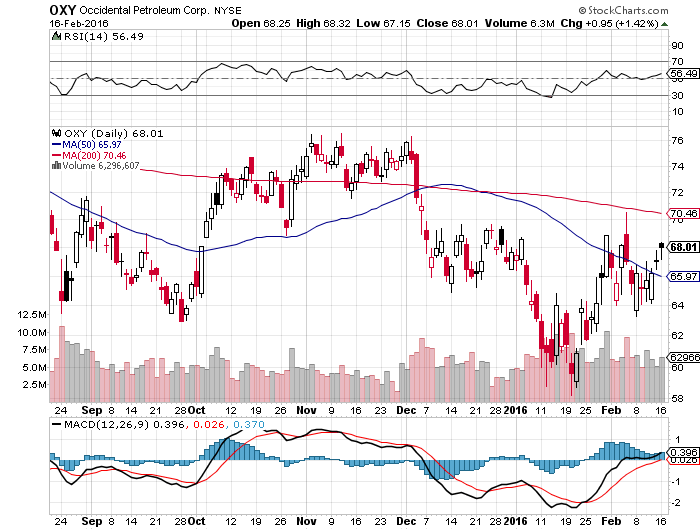 OXY Occidental Petroleum Corp. NYSE © StockCharts.com
16-Feb-2016 Open 68.25 High 68.32 Low 67.15 Close 68.01 Volume 6.3M Chg +0.95 (+1.42%)
RSI(14) 56.49
90
70
56.49
50
30
10
OXY (Daily) 68.01
MA(50) 65.97
MA(200) 70.46
Volume 6,296,607
76
74
72
70.46
70
68.01
65.97
64
62966
60
58
12.5M
10.0M
7.5M
5.0M
2.5M
24 Sep 8 14 21 28 Oct 12 19 26 Nov 9 16 23 Dec 7 14 21 28 2016 11 19 25 Feb 8 16
MACD(12,26,9) 0.396, 0.026, 0.370
1
0.396
0.026
-1
-2
24 Sep 8 14 21 28 Oct 12 19 26 Nov 9 16 23 Dec 7 14 21 28 2016 11 19 25 Feb 8 16